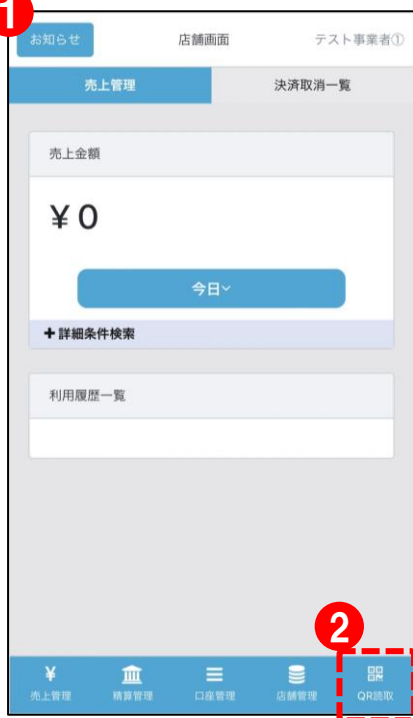 1
お知らせ 店舗画面 テスト事業者①
売上管理 決済取消一覧
売上金額
¥0
今日
+詳細条件検索
利用履歴一覧
2
¥
売上管理 精算管理 口座管理 店舗管理 QR読取